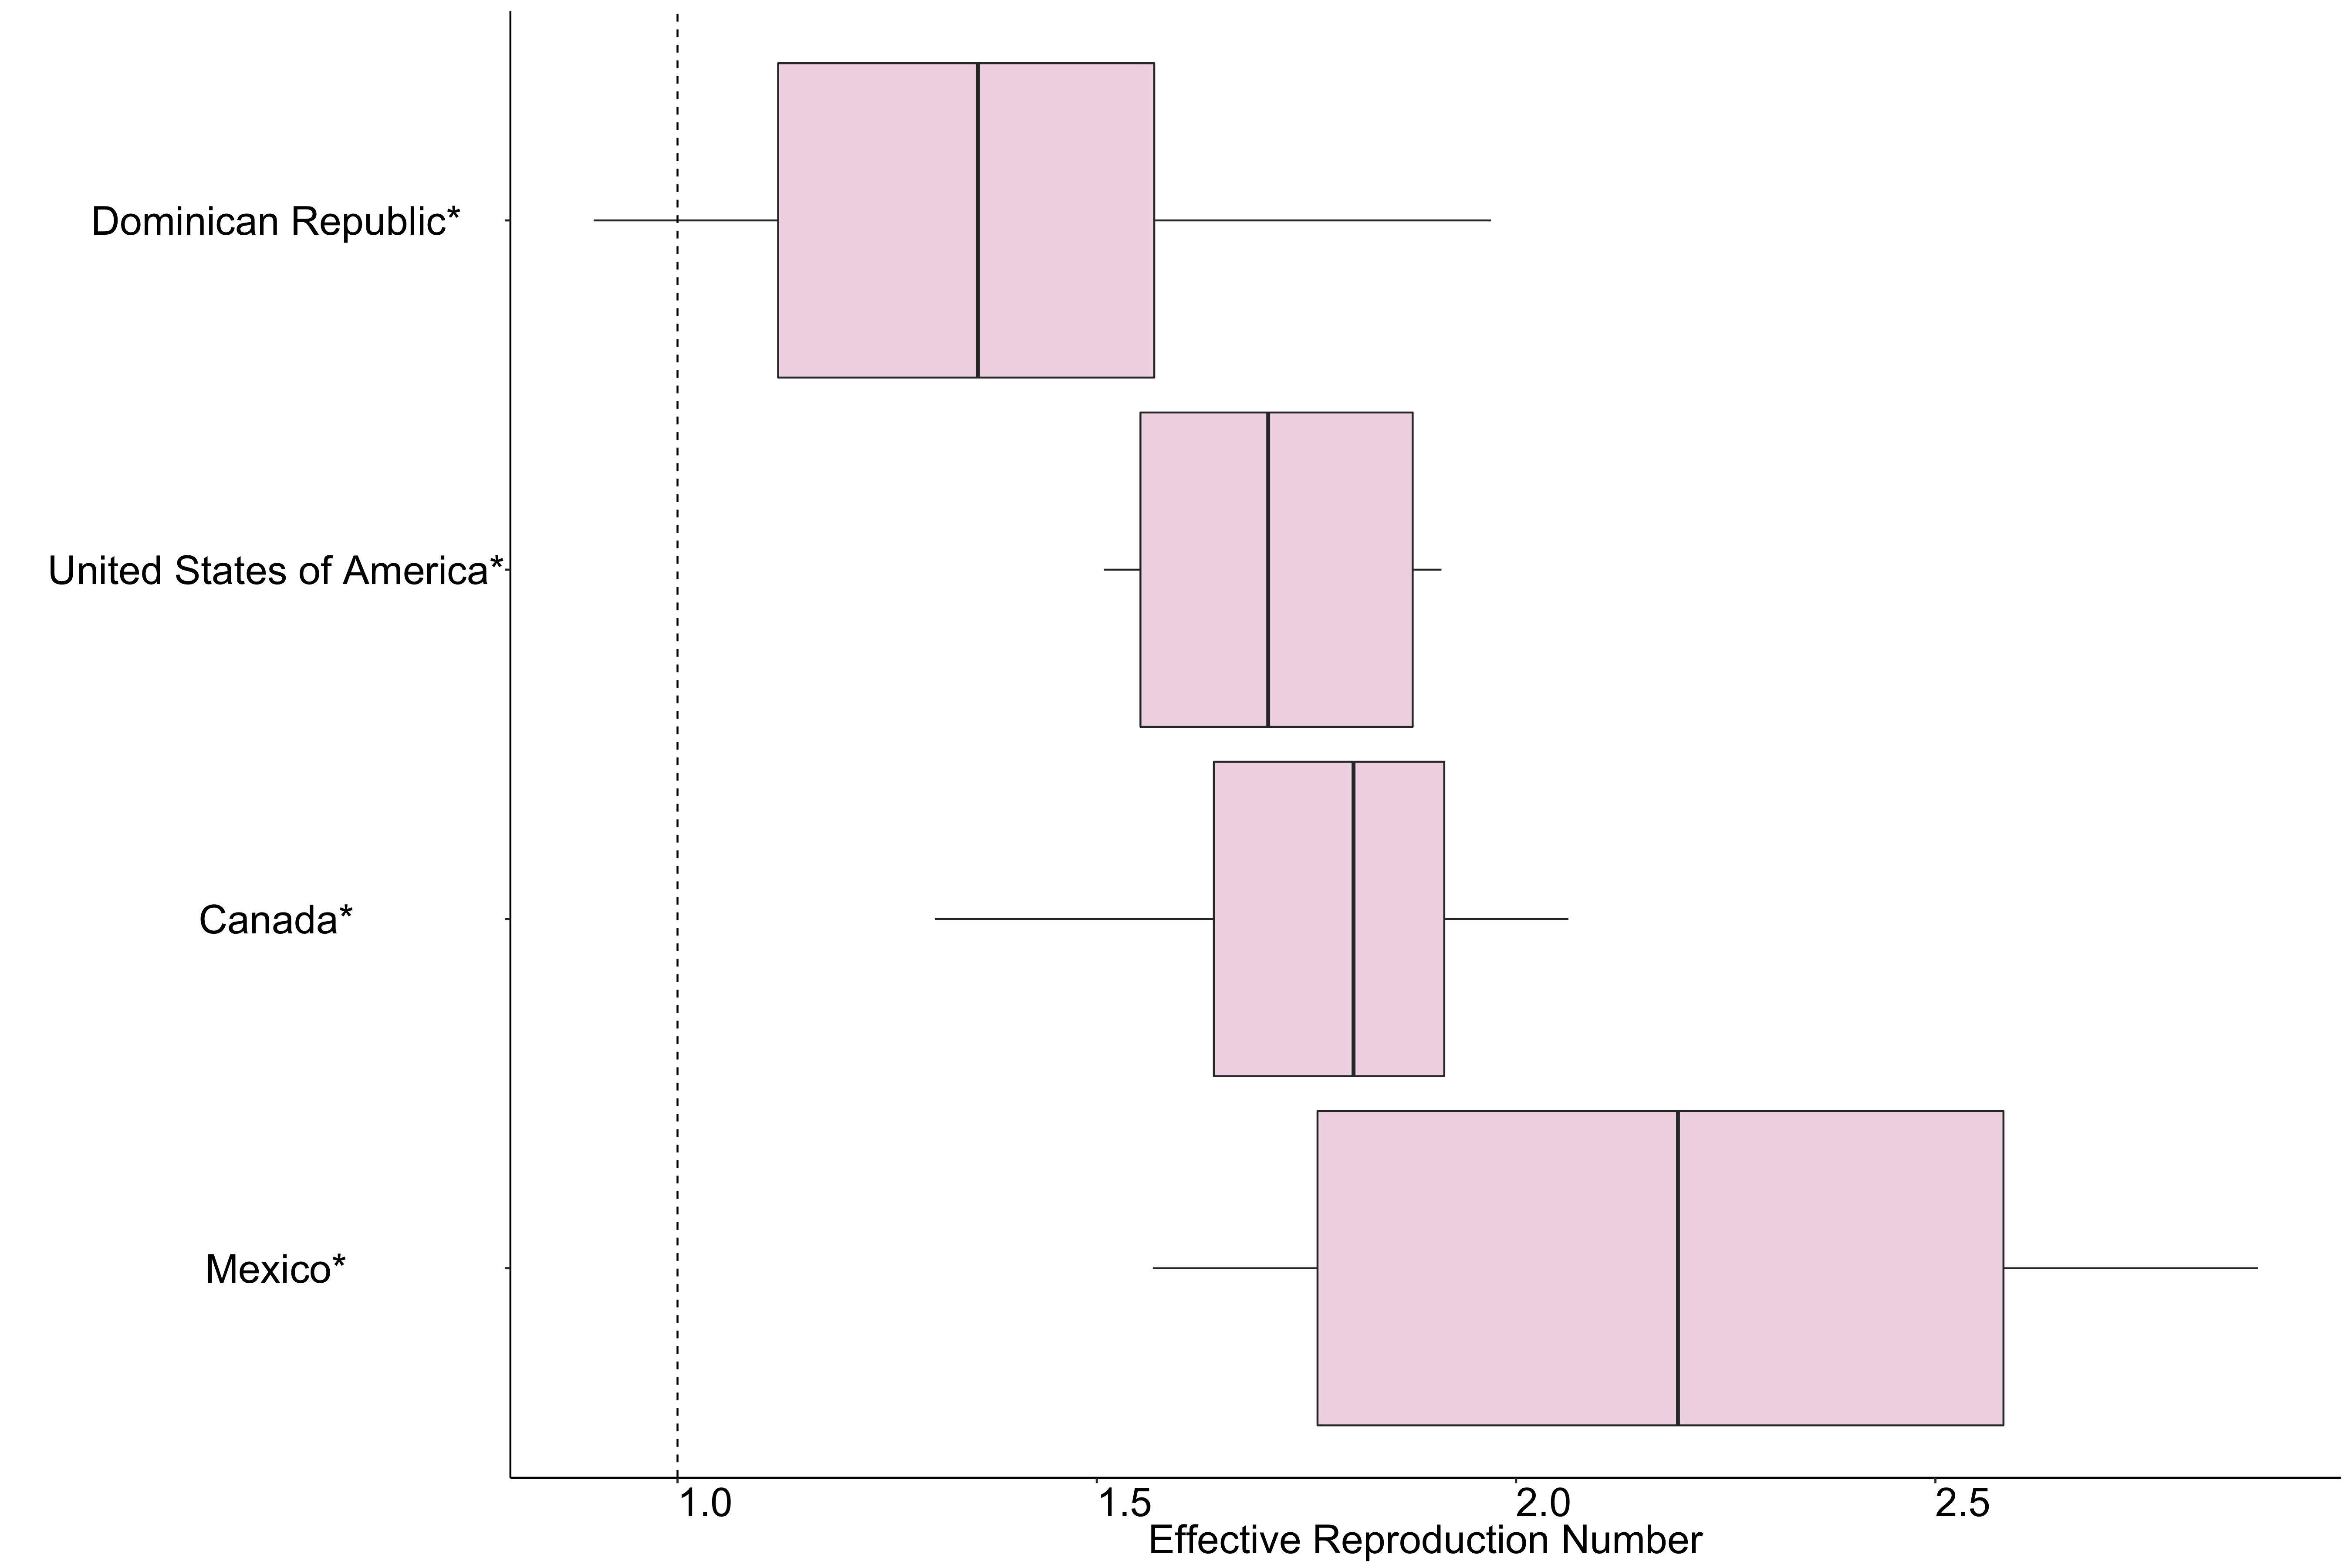 Dominican Republic*
United States of America*
Canada*
Mexico*
1.0 1.5 2.0 2.5
Effective Reproduction Number